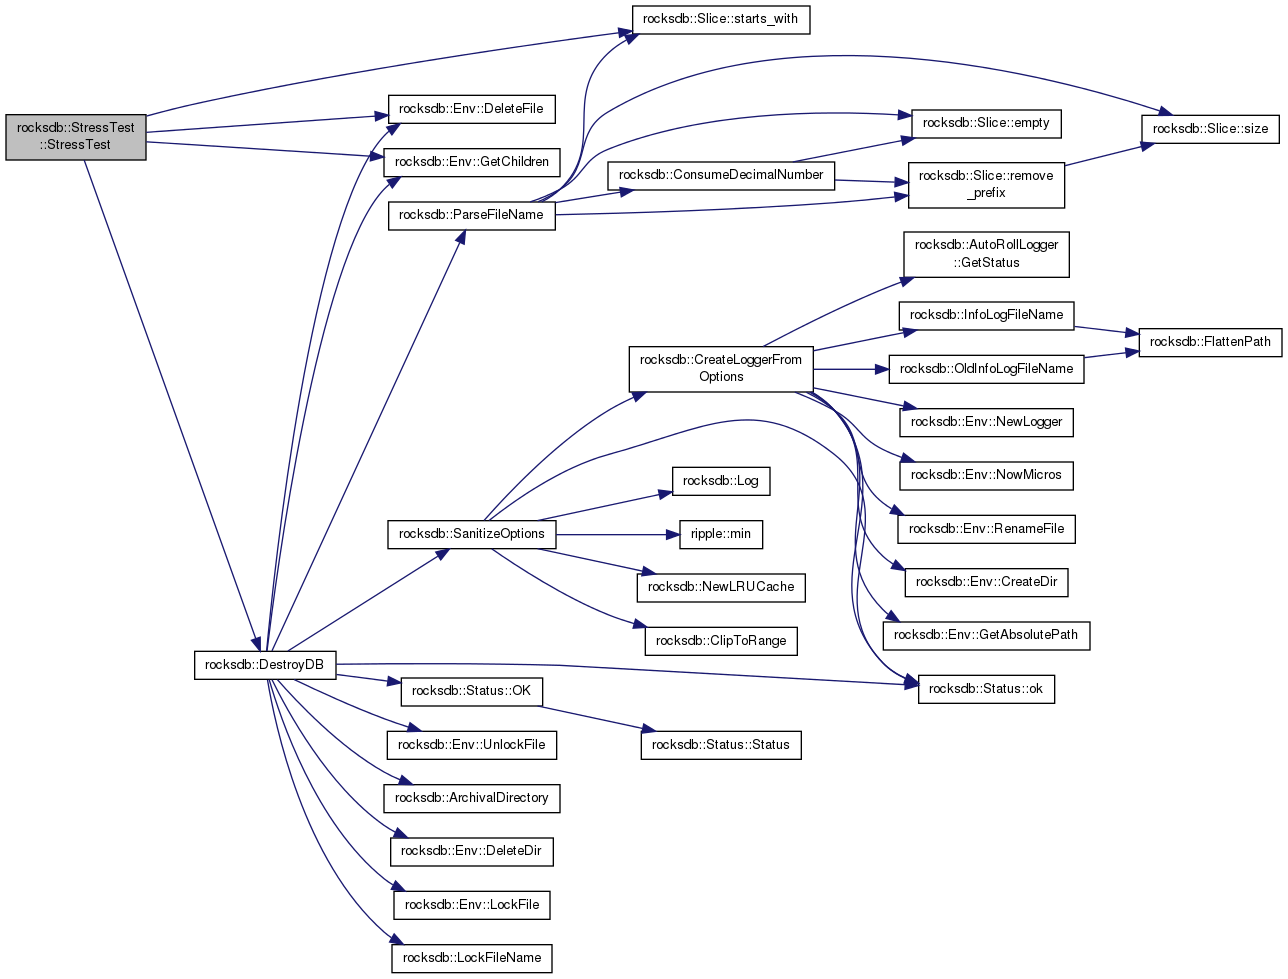 rocksdb::Slice::starts_with
rocksdb::Env::DeleteFile
rocksdb::StressTest
::StressTest
rocksdb::Slice::empty
rocksdb::Slice::size
rocksdb::Env::GetChildren
rocksdb::ConsumeDecimalNumber
rocksdb::Slice::remove
_prefix
rocksdb::ParseFileName
rocksdb::AutoRollLogger
::GetStatus
rocksdb::InfoLogFileName
rocksdb::FlattenPath
rocksdb::CreateLoggerFrom
Options
rocksdb::OldInfoLogFileName
rocksdb::Env::NewLogger
rocksdb::Log
rocksdb::Env::NowMicros
rocksdb::SanitizeOptions
ripple::min
rocksdb::Env::RenameFile
rocksdb::NewLRUCache
rocksdb::Env::CreateDir
rocksdb::ClipToRange
rocksdb::Env::GetAbsolutePath
rocksdb::DestroyDB
rocksdb::Status::OK
rocksdb::Status::ok
rocksdb::Env::UnlockFile
rocksdb::Status::Status
rocksdb::ArchivalDirectory
rocksdb::Env::DeleteDir
rocksdb::Env::LockFile
rocksdb::LockFileName